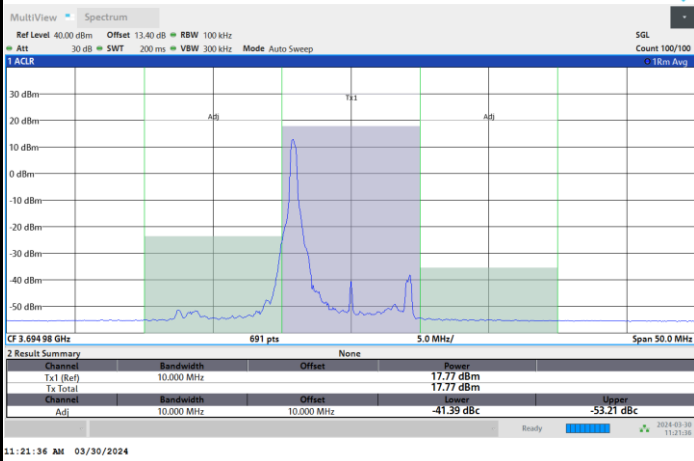 MultiView Spectrum
Ref Level 40.00 dBm Offset 13.40 dB RBW 100 kHz SGL
Att 30 dB SWT 200 ms VBW 300 kHz Mode Auto Sweep Count 100/100
1 ACLR 1Rm Avg
30 dBm
Tx1
20 dBm
Adj Adj
10 dBm
0 dBm
-10 dBm
-20 dBm
-30 dBm
-40 dBm
-50 dBm
CF 3.694 98 GHz 691 pts 5.0 MHz/ Span 50.0 MHz
2 Result Summary None
Channel Bandwidth Offset Power
Tx1 (Ref) 10.000 MHz 17.77 dBm
Tx Total 17.77 dBm
Channel Bandwidth Offset Lower Upper
Adj 10.000 MHz 10.000 MHz -41.39 dBc -53.21 dBc
Ready 2024-03-30
11:21:36
11:21:36 AM 03/30/2024